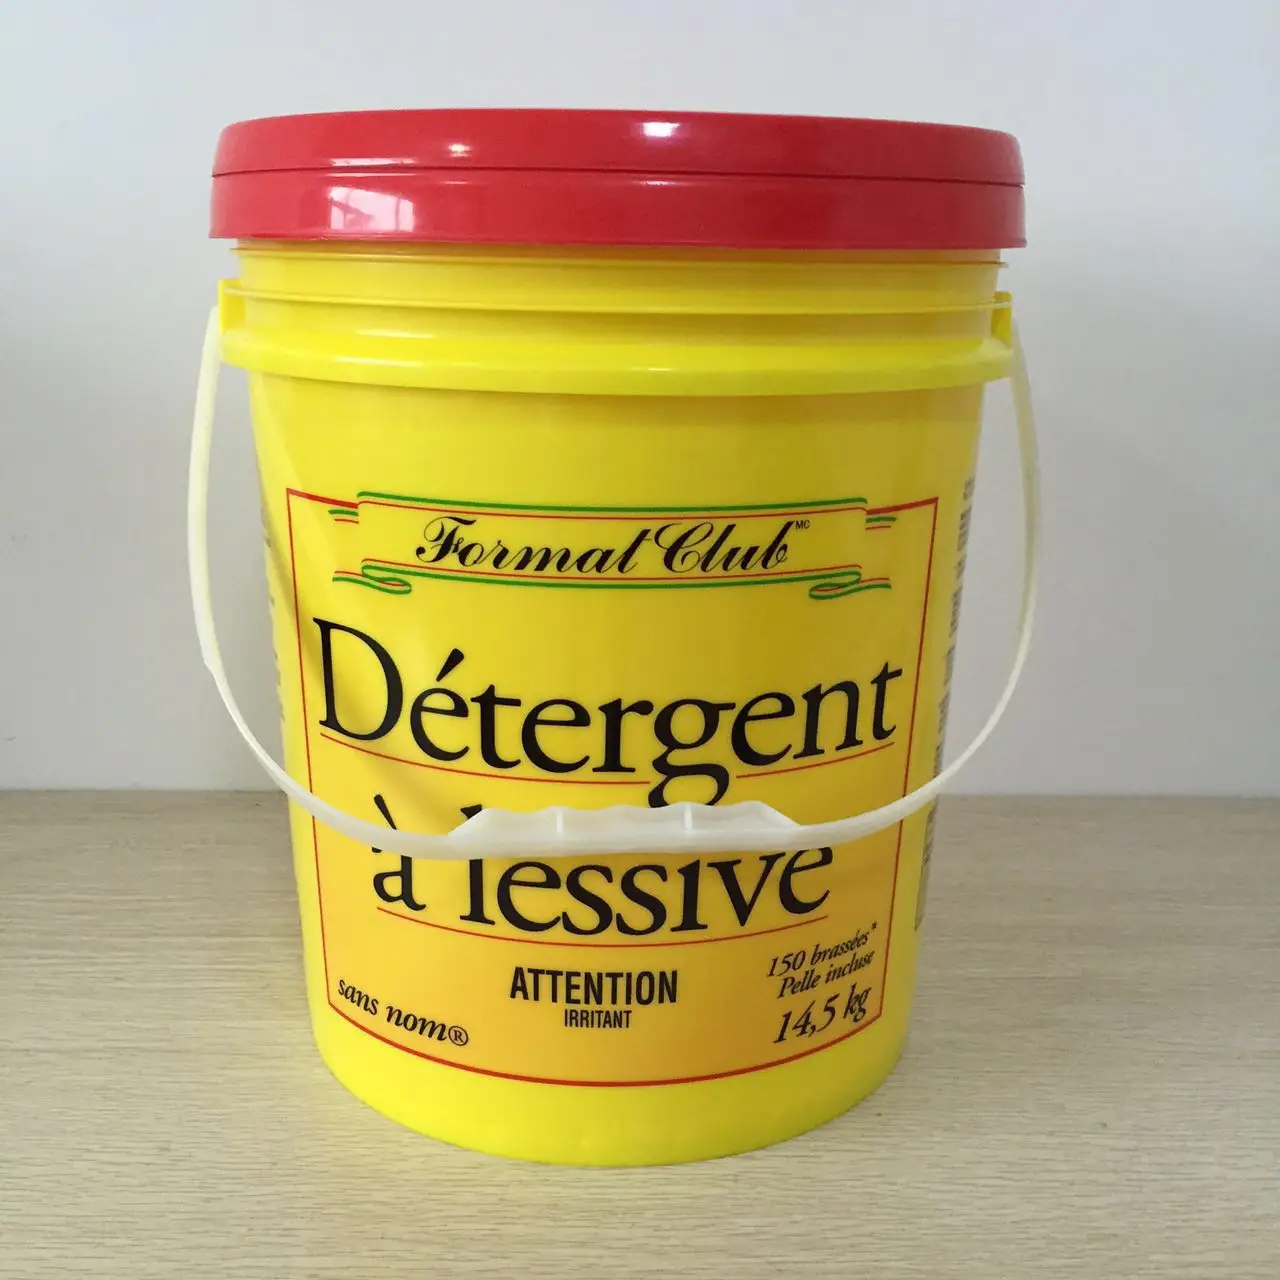 Format Club MC
Détergent
à lessive
ATTENTION
IRRITANT
sans nom®
150 brassées*
Pelle incluse
14,5 kg